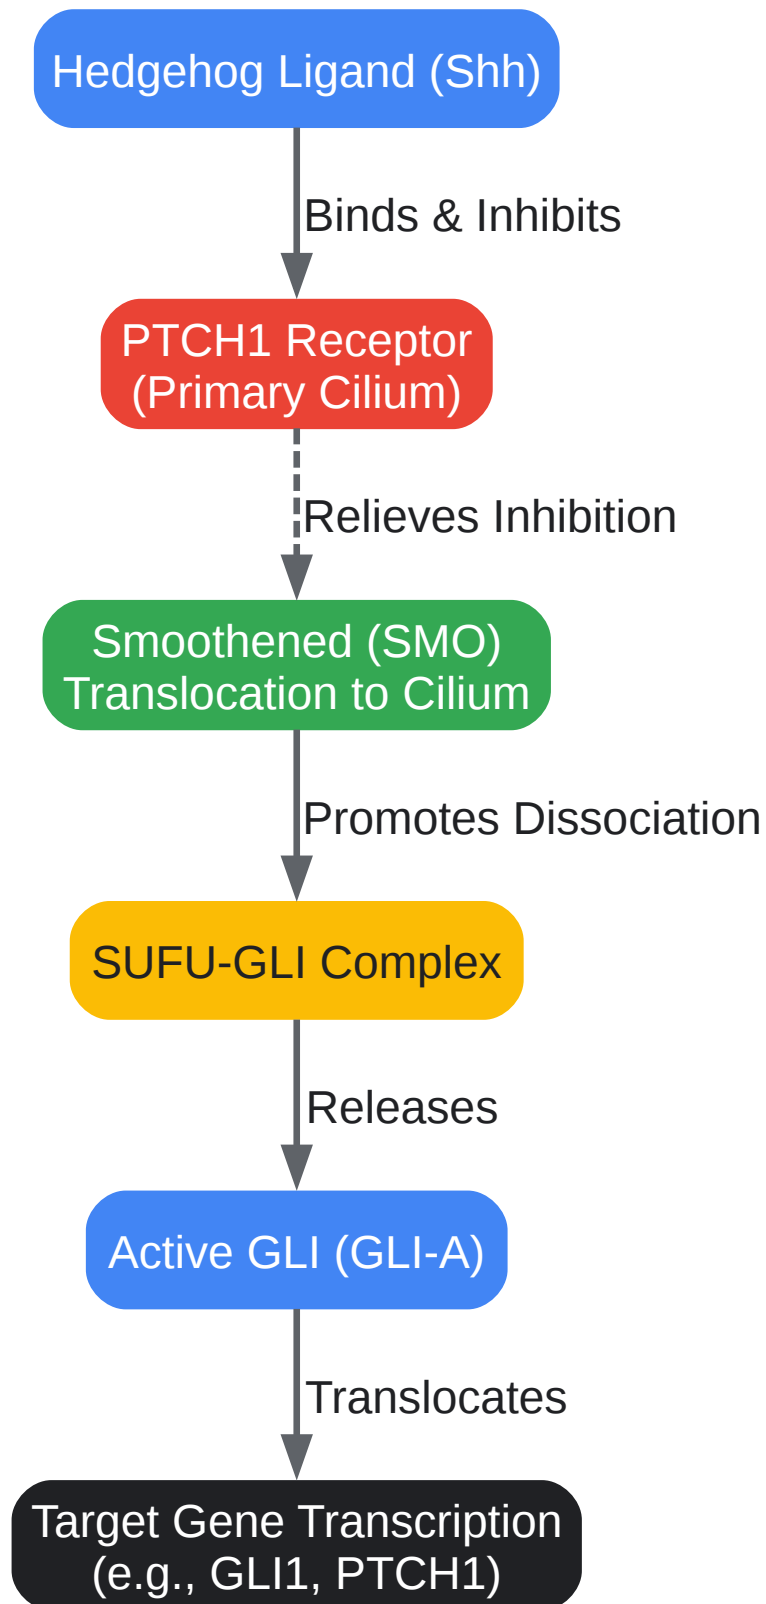 Hedgehog Ligand (Shh)
Binds & Inhibits
PTCH1 Receptor
(Primary Cilium)
Relieves Inhibition
Smoothened (SMO)
Translocation to Cilium
Promotes Dissociation
SUFU-GLI Complex
Releases
Active GLI (GLI-A)
Translocates
Target Gene Transcription
(e.g., GLI1, PTCH1)